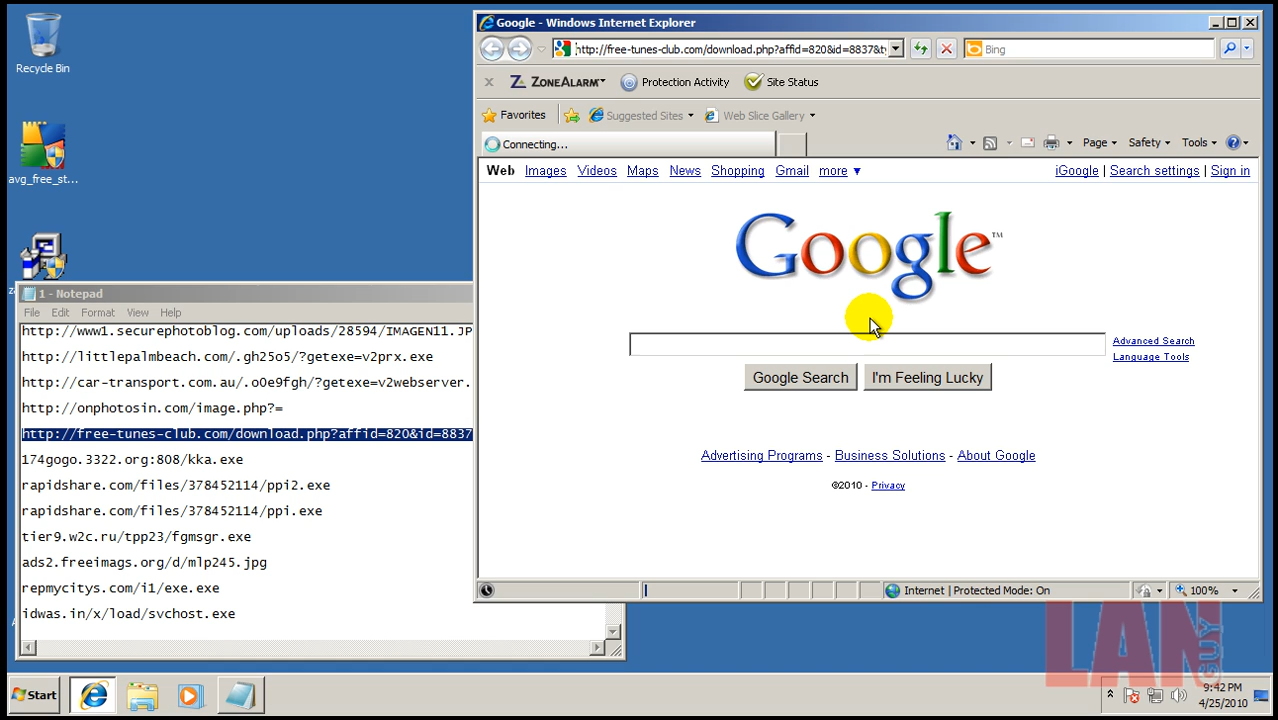 Recycle Bin
avg_free_st...
Google - Windows Internet Explorer
http://free-tunes-club.com/download.php?affid=820&id=8837&ty
Bing
ZONEALARM
Protection Activity
Site Status
Favorites
Suggested Sites
Web Slice Gallery
Connecting...
Page
Safety
Tools
Web Images Videos Maps News Shopping Gmail more ▼
iGoogle | Search settings | Sign in
Google™
Advanced Search
Language Tools
Google Search
I'm Feeling Lucky
Advertising Programs - Business Solutions - About Google
©2010 - Privacy
Internet | Protected Mode: On
100%
1 - Notepad
File Edit Format View Help
http://www1.securephotoblog.com/uploads/28594/IMAGEN11.JP
http://littlepalmbeach.com/.gh25o5/?getexe=v2prx.exe
http://car-transport.com.au/.o0e9fgh/?getexe=v2webserver.
http://onphotosin.com/image.php?=
http://free-tunes-club.com/download.php?affid=820&id=8837
174gogo.3322.org:808/kka.exe
rapidshare.com/files/378452114/ppi2.exe
rapidshare.com/files/378452114/ppi.exe
tier9.w2c.ru/tpp23/fgmsgr.exe
ads2.freeimags.org/d/mlp245.jpg
repmycitys.com/i1/exe.exe
idwas.in/x/load/svchost.exe
LAN GUY
Start
9:42 PM
4/25/2010